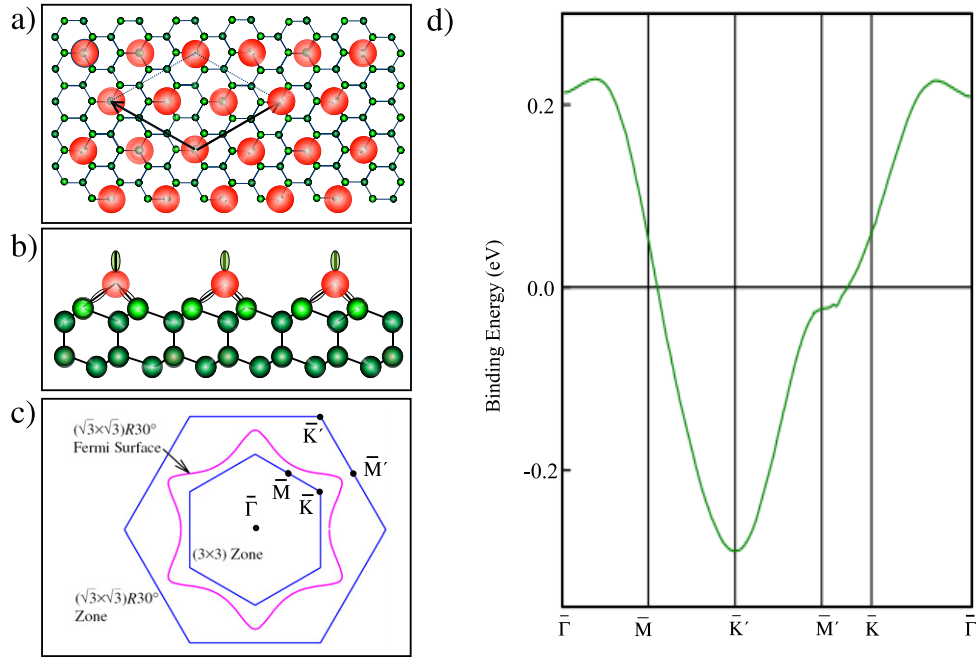 a)
b)
c)
(√3×√3)R30°
Fermi Surface
K̄′
M̄′
M̄
K̄
Γ̄
(3×3) Zone
(√3×√3)R30°
Zone
d)
Binding Energy (eV)
0.2
0.0
-0.2
Γ̄ M̄ K̄′ M̄′ K̄ Γ̄